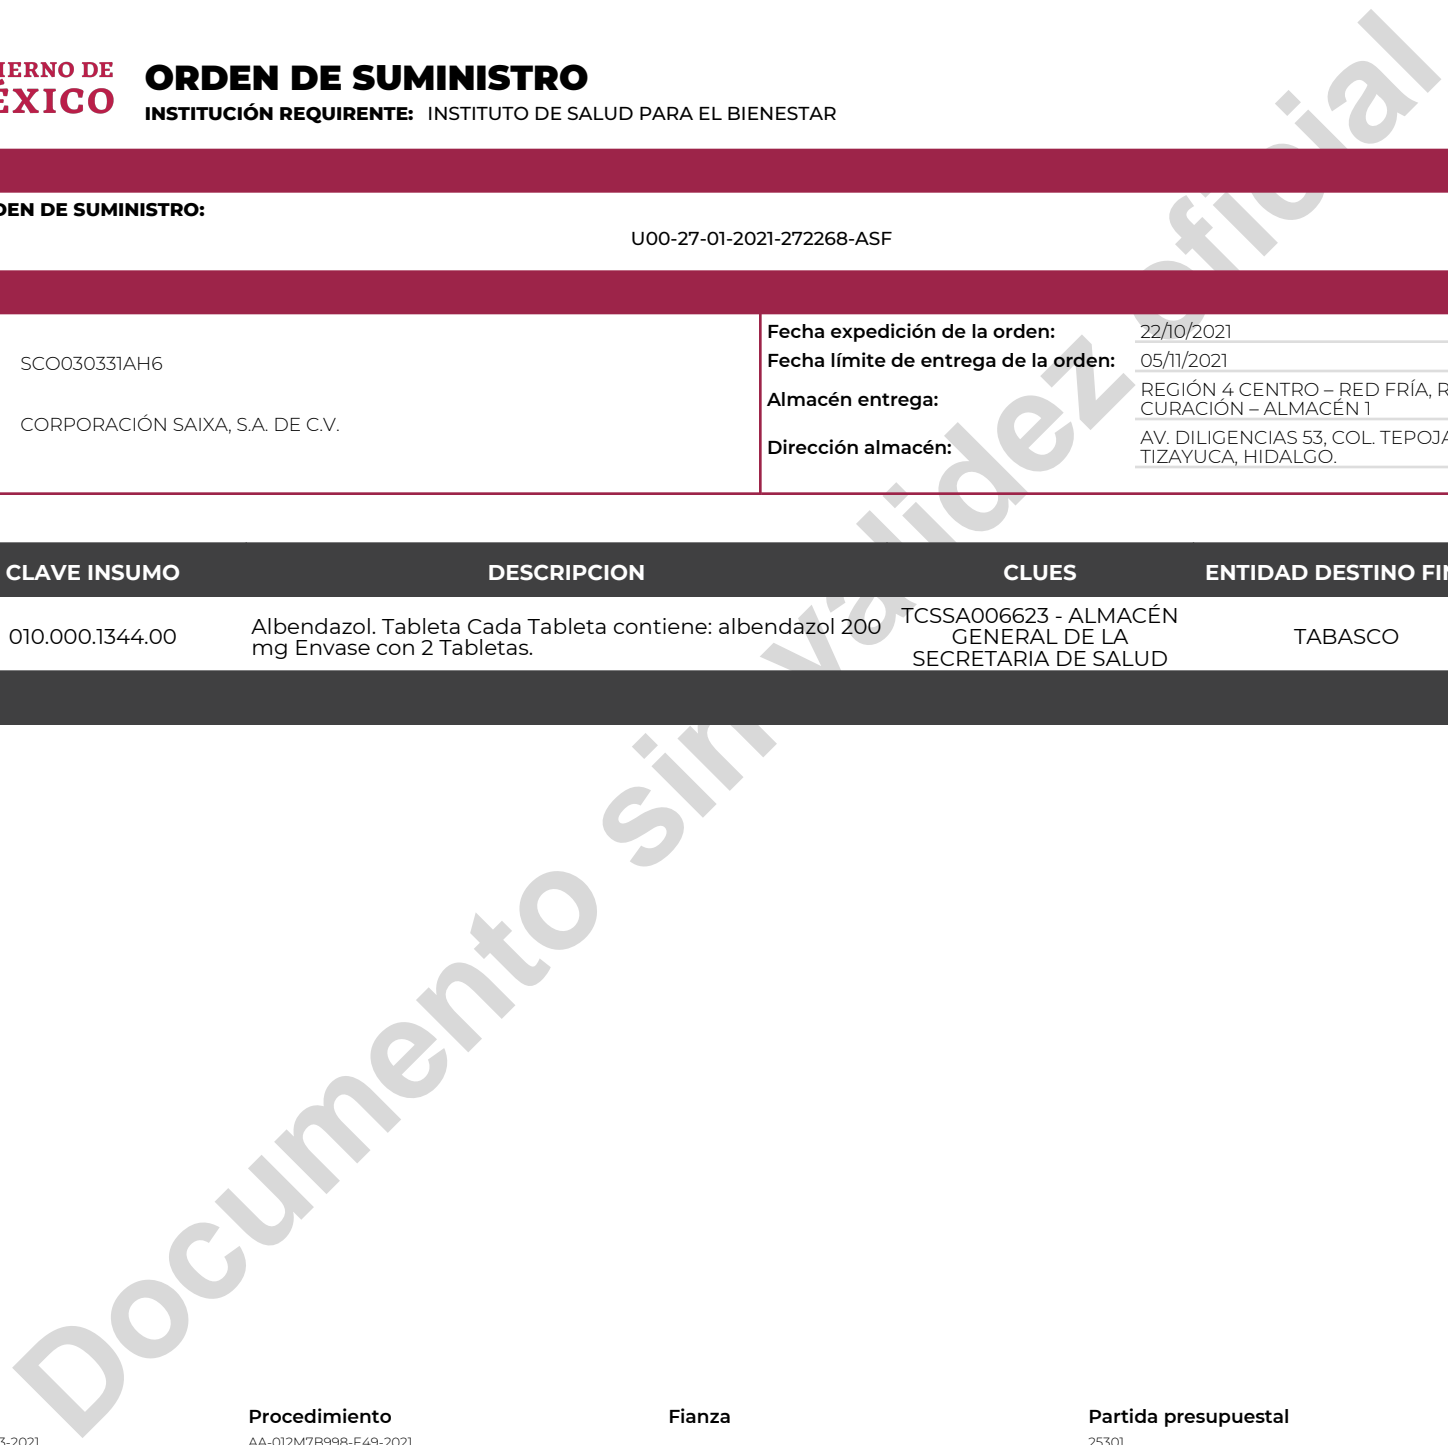 IERNO DE
ÉXICO
ORDEN DE SUMINISTRO
INSTITUCIÓN REQUIRENTE: INSTITUTO DE SALUD PARA EL BIENESTAR
DEN DE SUMINISTRO:
U00-27-01-2021-272268-ASF
SCO030331AH6
CORPORACIÓN SAIXA, S.A. DE C.V.
Fecha expedición de la orden: 22/10/2021
Fecha límite de entrega de la orden: 05/11/2021
Almacén entrega: REGIÓN 4 CENTRO – RED FRÍA, R
CURACIÓN – ALMACÉN 1
Dirección almacén: AV. DILIGENCIAS 53, COL. TEPOJA
TIZAYUCA, HIDALGO.
CLAVE INSUMO DESCRIPCION CLUES ENTIDAD DESTINO FIN
010.000.1344.00
Albendazol. Tableta Cada Tableta contiene: albendazol 200
mg Envase con 2 Tabletas.
TCSSA006623 - ALMACÉN
GENERAL DE LA
SECRETARIA DE SALUD
TABASCO
Documento sin validez oficial
Procedimiento Fianza Partida presupuestal
3-2021 AA-012M7B998-E49-2021 25301